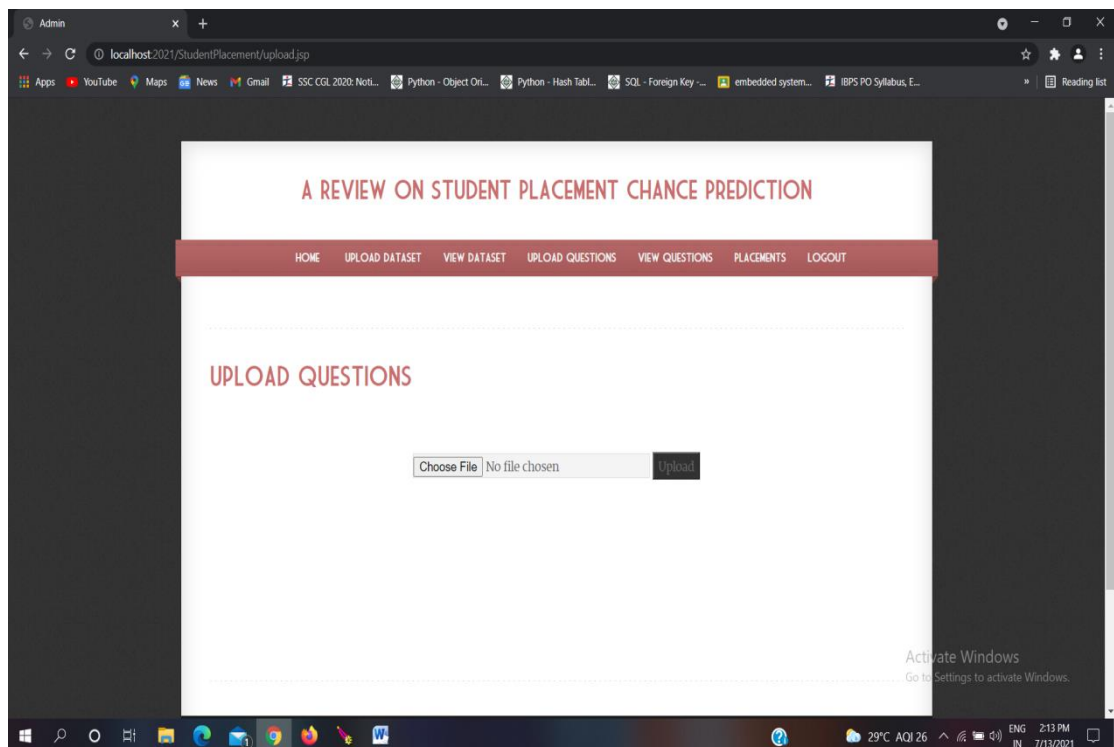 Admin
localhost:2021/StudentPlacement/upload.jsp
Apps YouTube Maps News Gmail SSC CGL 2020: Noti... Python - Object Ori... Python - Hash Tabl... SQL - Foreign Key -... embedded system... IBPS PO Syllabus, E... » Reading list
A REVIEW ON STUDENT PLACEMENT CHANCE PREDICTION
HOME UPLOAD DATASET VIEW DATASET UPLOAD QUESTIONS VIEW QUESTIONS PLACEMENTS LOGOUT
UPLOAD QUESTIONS
Choose File No file chosen Upload
Activate Windows
Go to Settings to activate Windows.
29°C AQI 26 ENG 2:13 PM
IN 7/13/2021